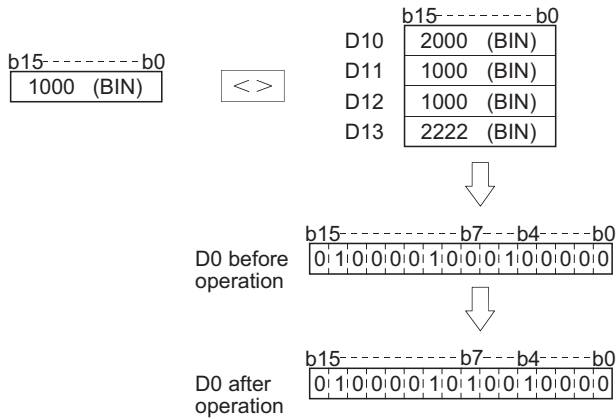 b15 b0
D10 2000 (BIN)
D11 1000 (BIN)
D12 1000 (BIN)
D13 2222 (BIN)
b15 b0
1000 (BIN)
< >
b15 b7 b4 b0
D0 before
operation
0 1 0 0 0 0 1 0 0 0 1 0 0 0 0 0
b15 b7 b4 b0
D0 after
operation
0 1 0 0 0 0 1 0 1 0 0 1 0 0 0 0